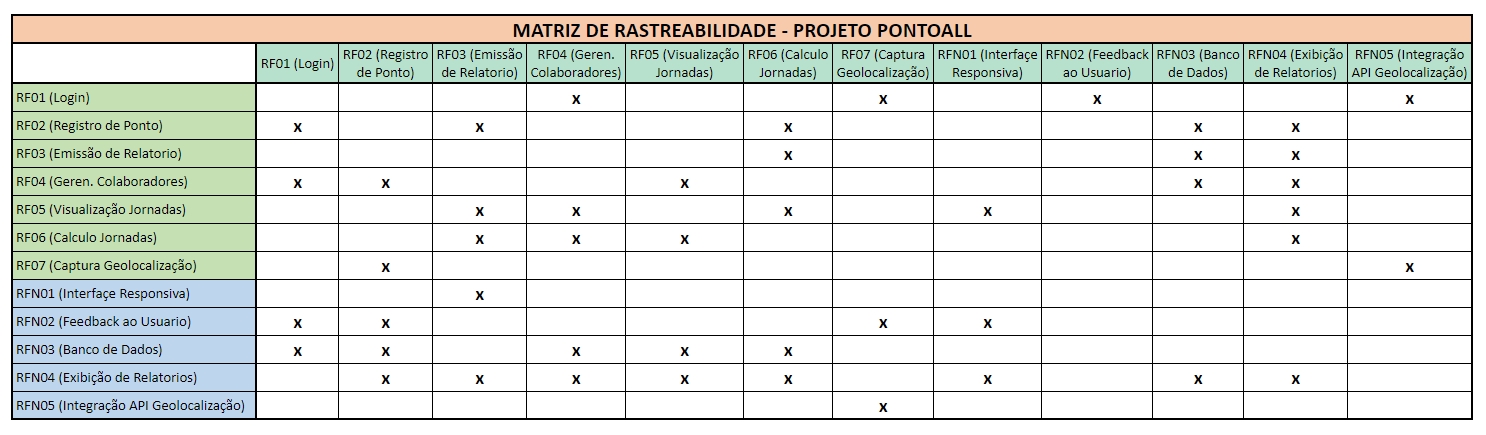 MATRIZ DE RASTREABILIDADE - PROJETO PONTOALL
RF01 (Login) RF02 (Registro de Ponto) RF03 (Emissão de Relatorio) RF04 (Geren. Colaboradores) RF05 (Visualização Jornadas) RF06 (Calculo Jornadas) RF07 (Captura Geolocalização) RFN01 (Interface Responsiva) RFN02 (Feedback ao Usuario) RFN03 (Banco de Dados) RFN04 (Exibição de Relatorios) RFN05 (Integração API Geolocalização)
RF01 (Login) x x x x
RF02 (Registro de Ponto) x x x x x
RF03 (Emissão de Relatorio) x x x
RF04 (Geren. Colaboradores) x x x x x
RF05 (Visualização Jornadas) x x x x x
RF06 (Calculo Jornadas) x x x x
RF07 (Captura Geolocalização) x x
RFN01 (Interfaçe Responsiva) x
RFN02 (Feedback ao Usuario) x x x x
RFN03 (Banco de Dados) x x x x x
RFN04 (Exibição de Relatorios) x x x x x x x x
RFN05 (Integração API Geolocalização) x